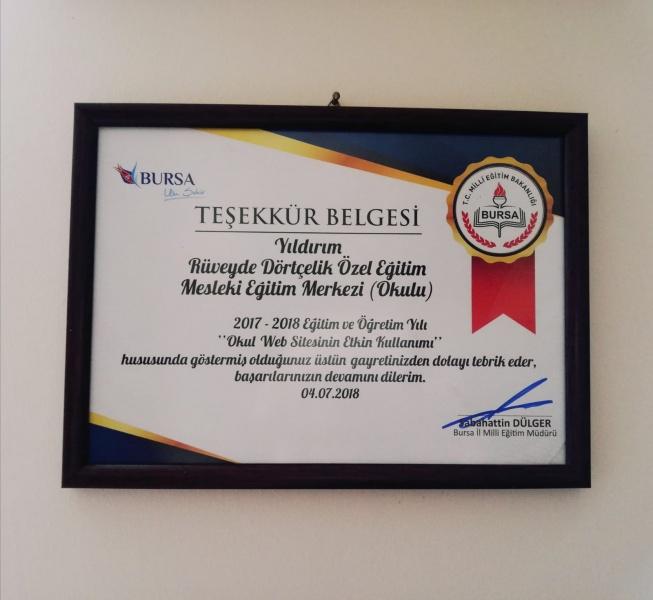 BURSA
T.C. MİLLİ EĞİTİM BAKANLIĞI
BURSA
TEŞEKKÜR BELGESİ
Yıldırım
Rüveyde Dörtçelik Özel Eğitim
Mesleki Eğitim Merkezi (Okulu)
2017 - 2018 Eğitim ve Öğretim Yılı
''Okul Web Sitesinin Etkin Kullanımı''
hususunda göstermiş olduğunuz üstün gayretinizden dolayı tebrik eder,
başarılarınızın devamını dilerim.
04.07.2018
Sabahattin DÜLGER
Bursa İl Milli Eğitim Müdürü